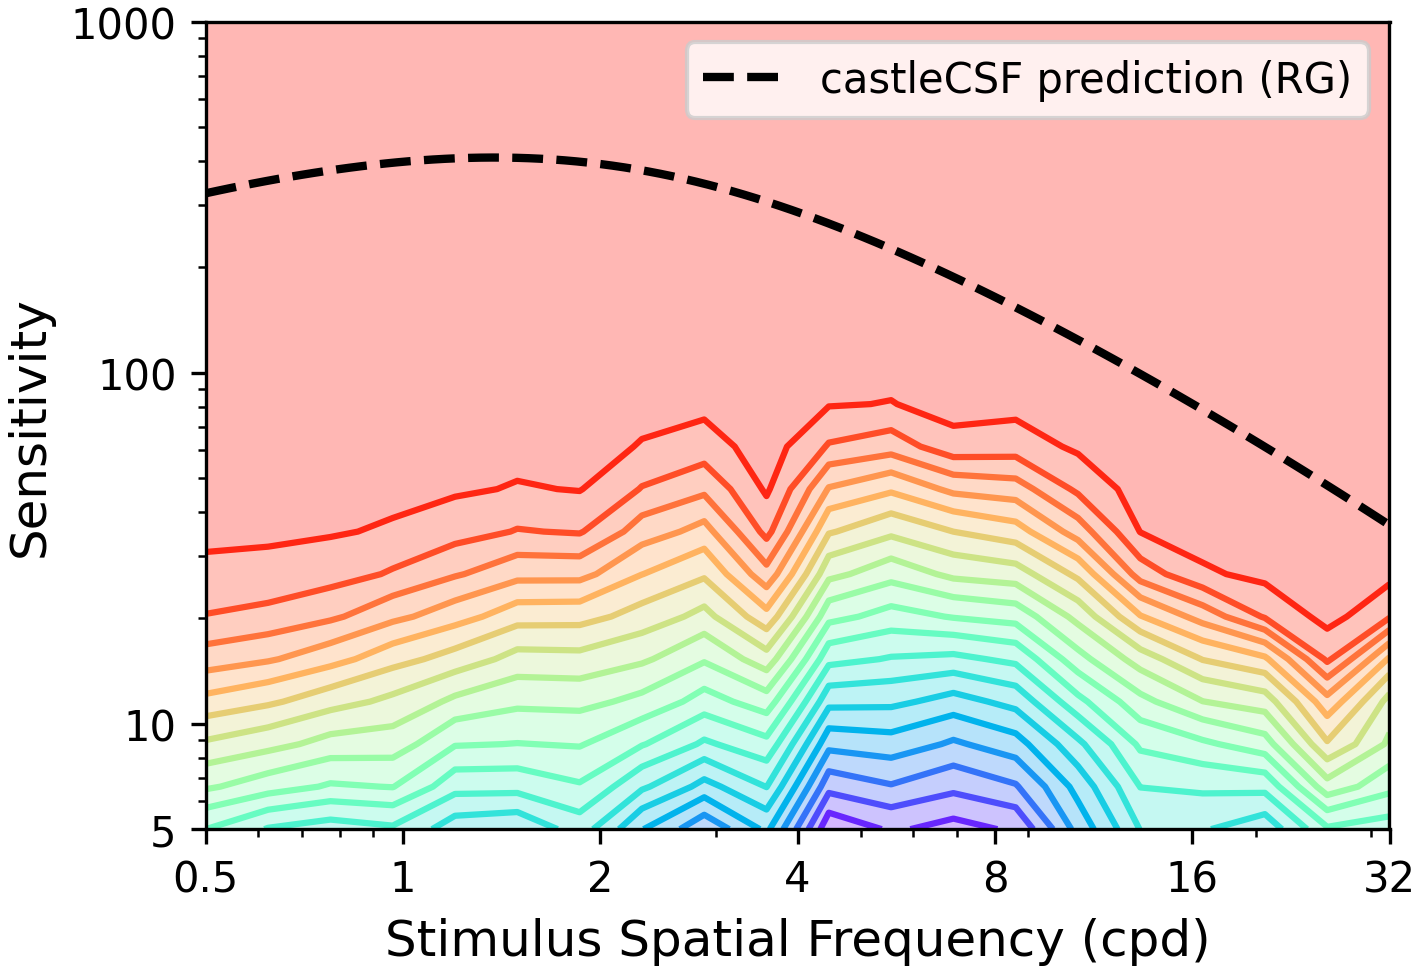 1000
castleCSF prediction (RG)
Sensitivity
100
10
5
0.5 1 2 4 8 16 32
Stimulus Spatial Frequency (cpd)